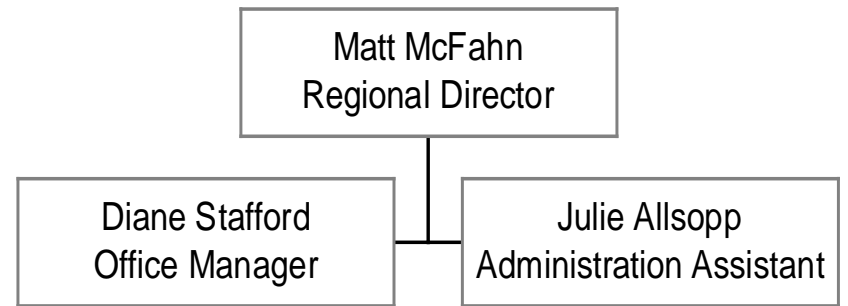 Matt McFahn
Regional Director
Diane Stafford
Office Manager
Julie Allsopp
Administration Assistant